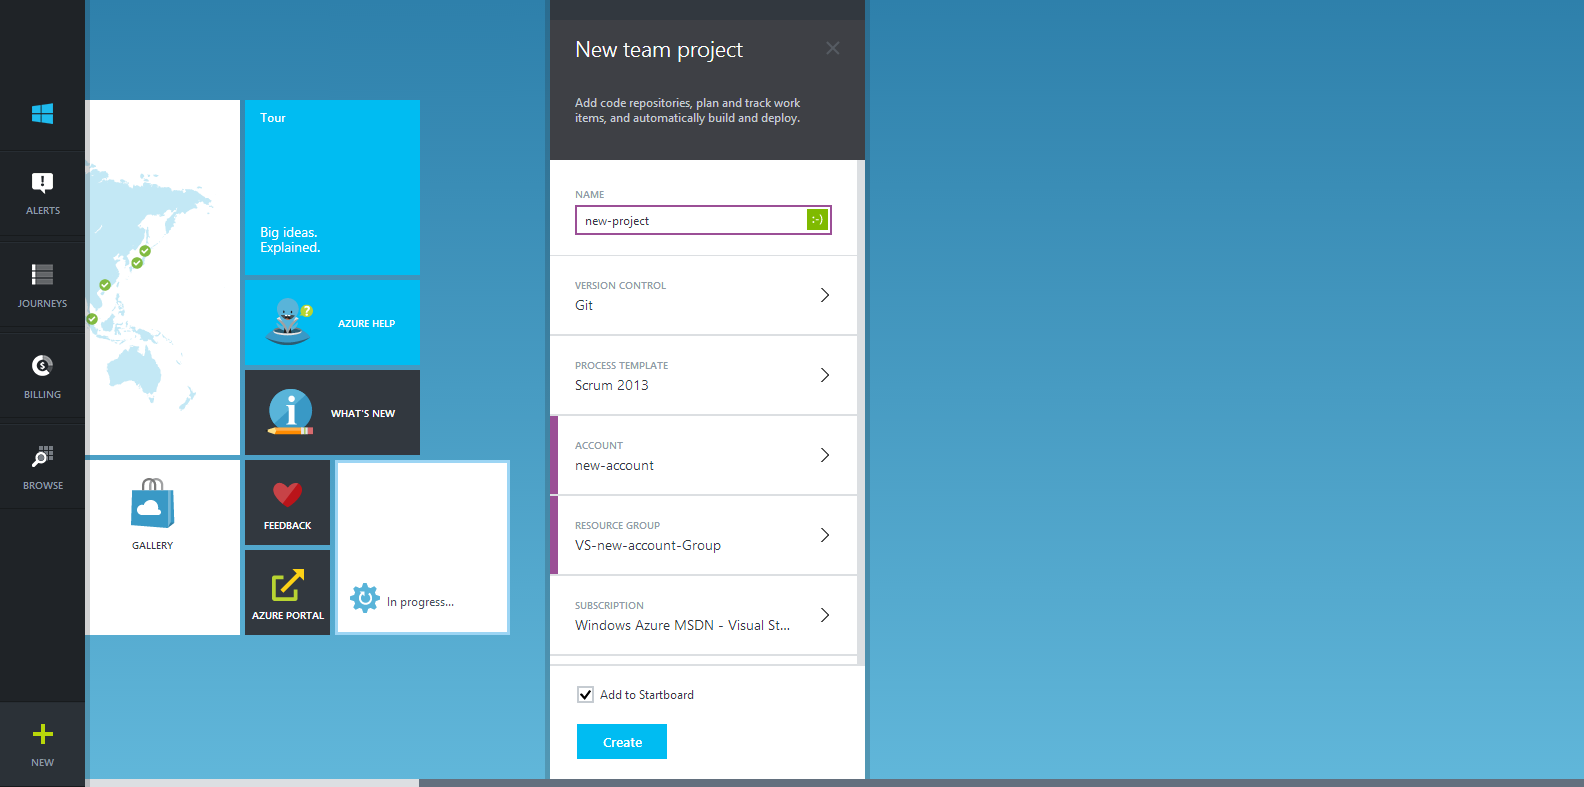 ALERTS
JOURNEYS
BILLING
BROWSE
NEW
Tour
Big ideas.
Explained.
AZURE HELP
WHAT'S NEW
GALLERY
FEEDBACK
AZURE PORTAL
In progress...
New team project
Add code repositories, plan and track work
items, and automatically build and deploy.
NAME
new-project :-)
VERSION CONTROL
Git
PROCESS TEMPLATE
Scrum 2013
ACCOUNT
new-account
RESOURCE GROUP
VS-new-account-Group
SUBSCRIPTION
Windows Azure MSDN - Visual St...
Add to Startboard
Create